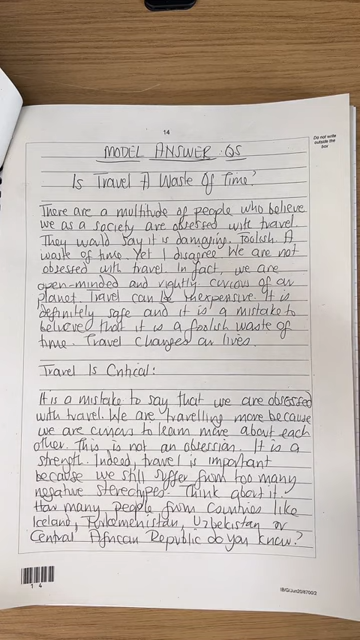 14
Do not write
outside the
box
MODEL ANSWER Q5
Is Travel A Waste Of Time?
There are a multitude of people who believe
we as a society are obsessed with travel.
They would say it is damaging. Foolish. A
waste of time. Yet I disagree. We are not
obsessed with travel. In fact, we are
open-minded and rightly curious of our
planet. Travel can be inexpensive. It is
definitely safe and it is a mistake to
believe that it is a foolish waste of
time. Travel changes our lives.
Travel Is Critical:
It is a mistake to say that we are obsessed
with travel. We are travelling more because
we are curious to learn more about each
other. This is not an obsession. It is a
strength. Indeed, travel is important
because we still suffer from too many
negative stereotypes. Think about it.
How many people from countries like
Iceland, Turkmenistan, Uzbekistan or
Central African Republic do you know?
1 4
IB/G/Jun20/8700/2